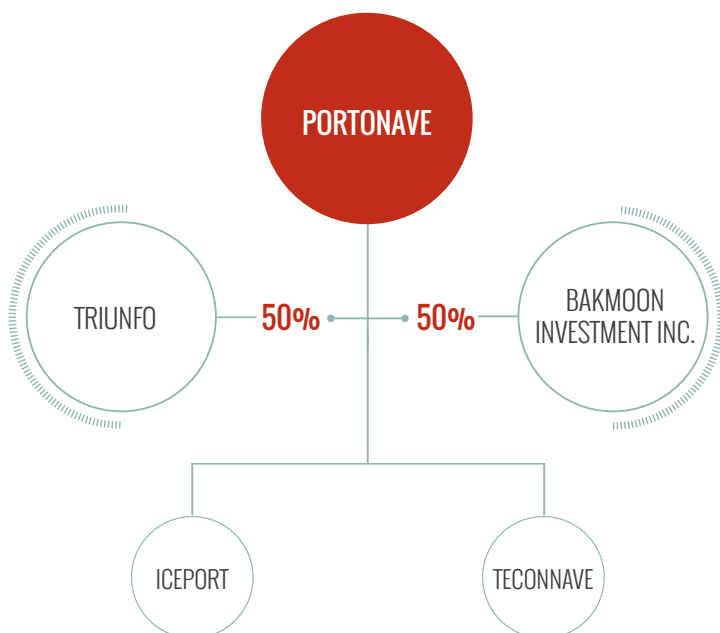 PORTONAVE
TRIUNFO
50%
50%
BAKMOON
INVESTMENT INC.
ICEPORT
TECONNAVE